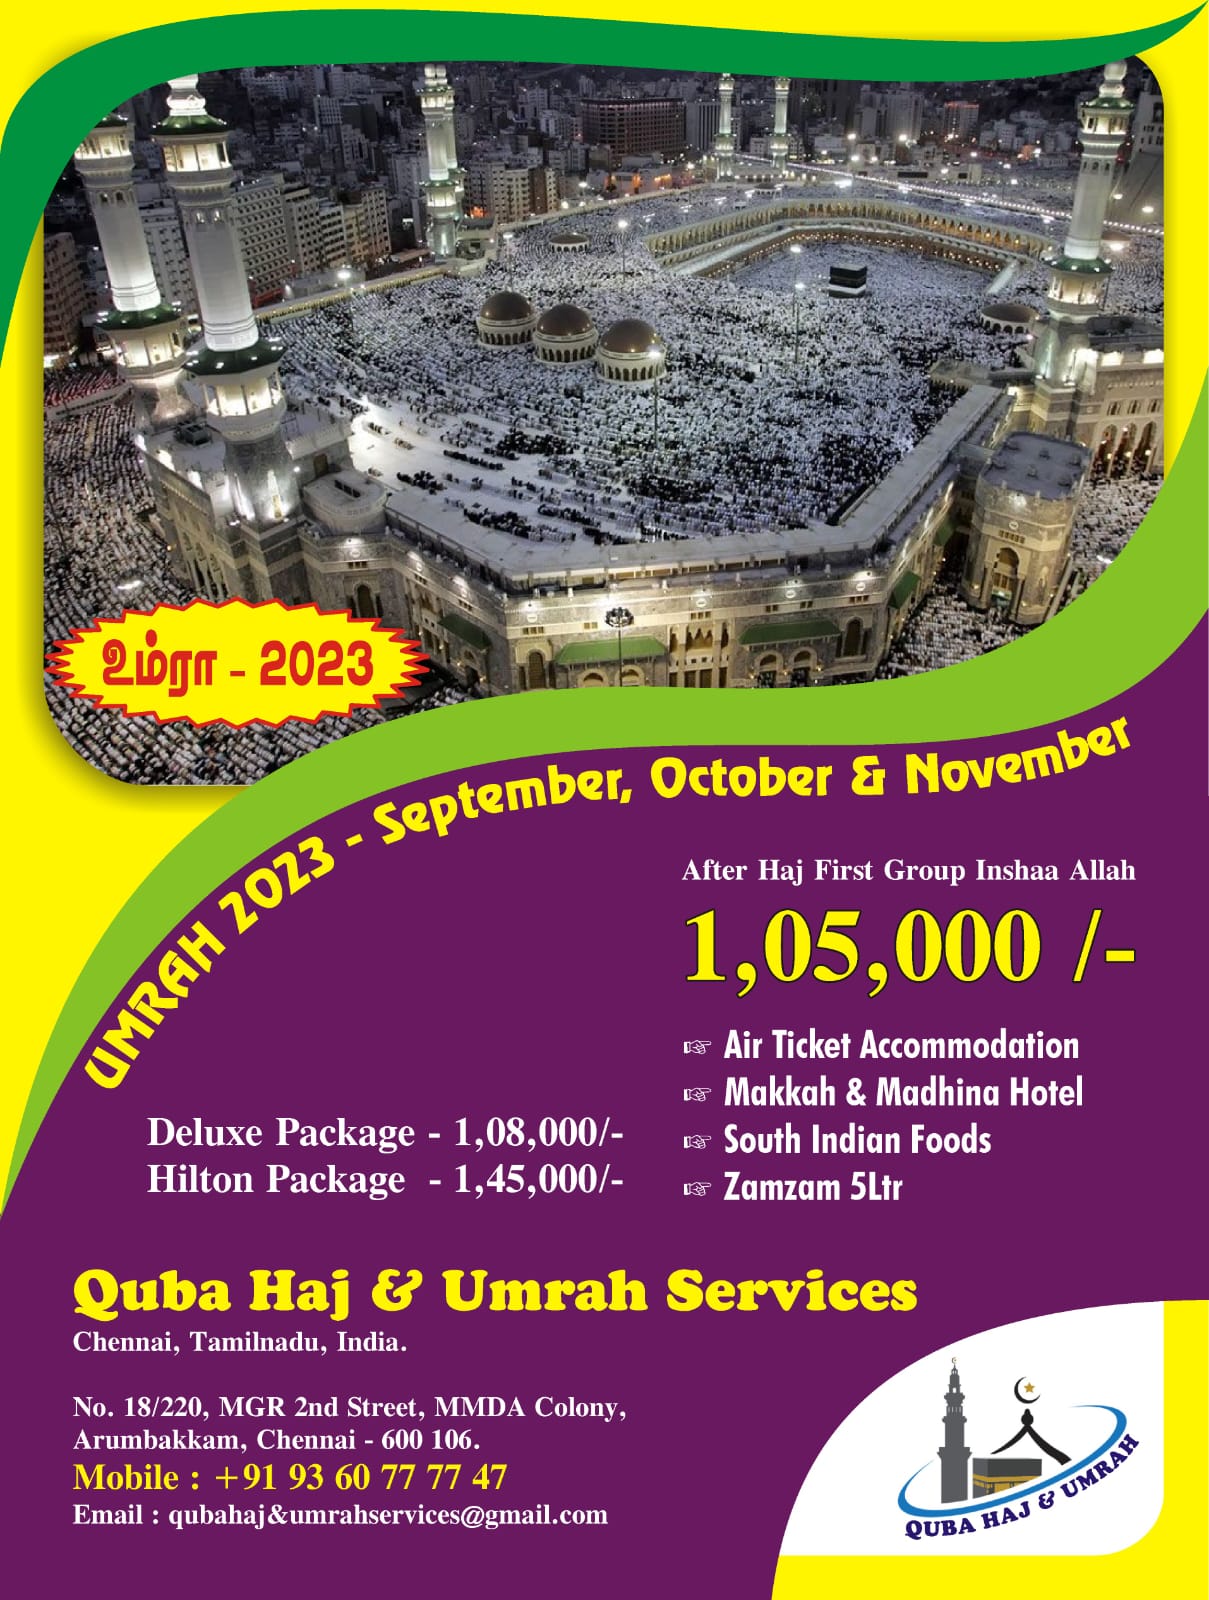 உம்ரா - 2023
UMRAH 2023 - September, October & November
After Haj First Group Inshaa Allah
1,05,000 /-
☞ Air Ticket Accommodation
☞ Makkah & Madhina Hotel
☞ South Indian Foods
☞ Zamzam 5Ltr
Deluxe Package - 1,08,000/-
Hilton Package - 1,45,000/-
Quba Haj & Umrah Services
Chennai, Tamilnadu, India.
No. 18/220, MGR 2nd Street, MMDA Colony,
Arumbakkam, Chennai - 600 106.
Mobile : +91 93 60 77 77 47
Email : qubahaj&umrahservices@gmail.com
QUBA HAJ & UMRAH